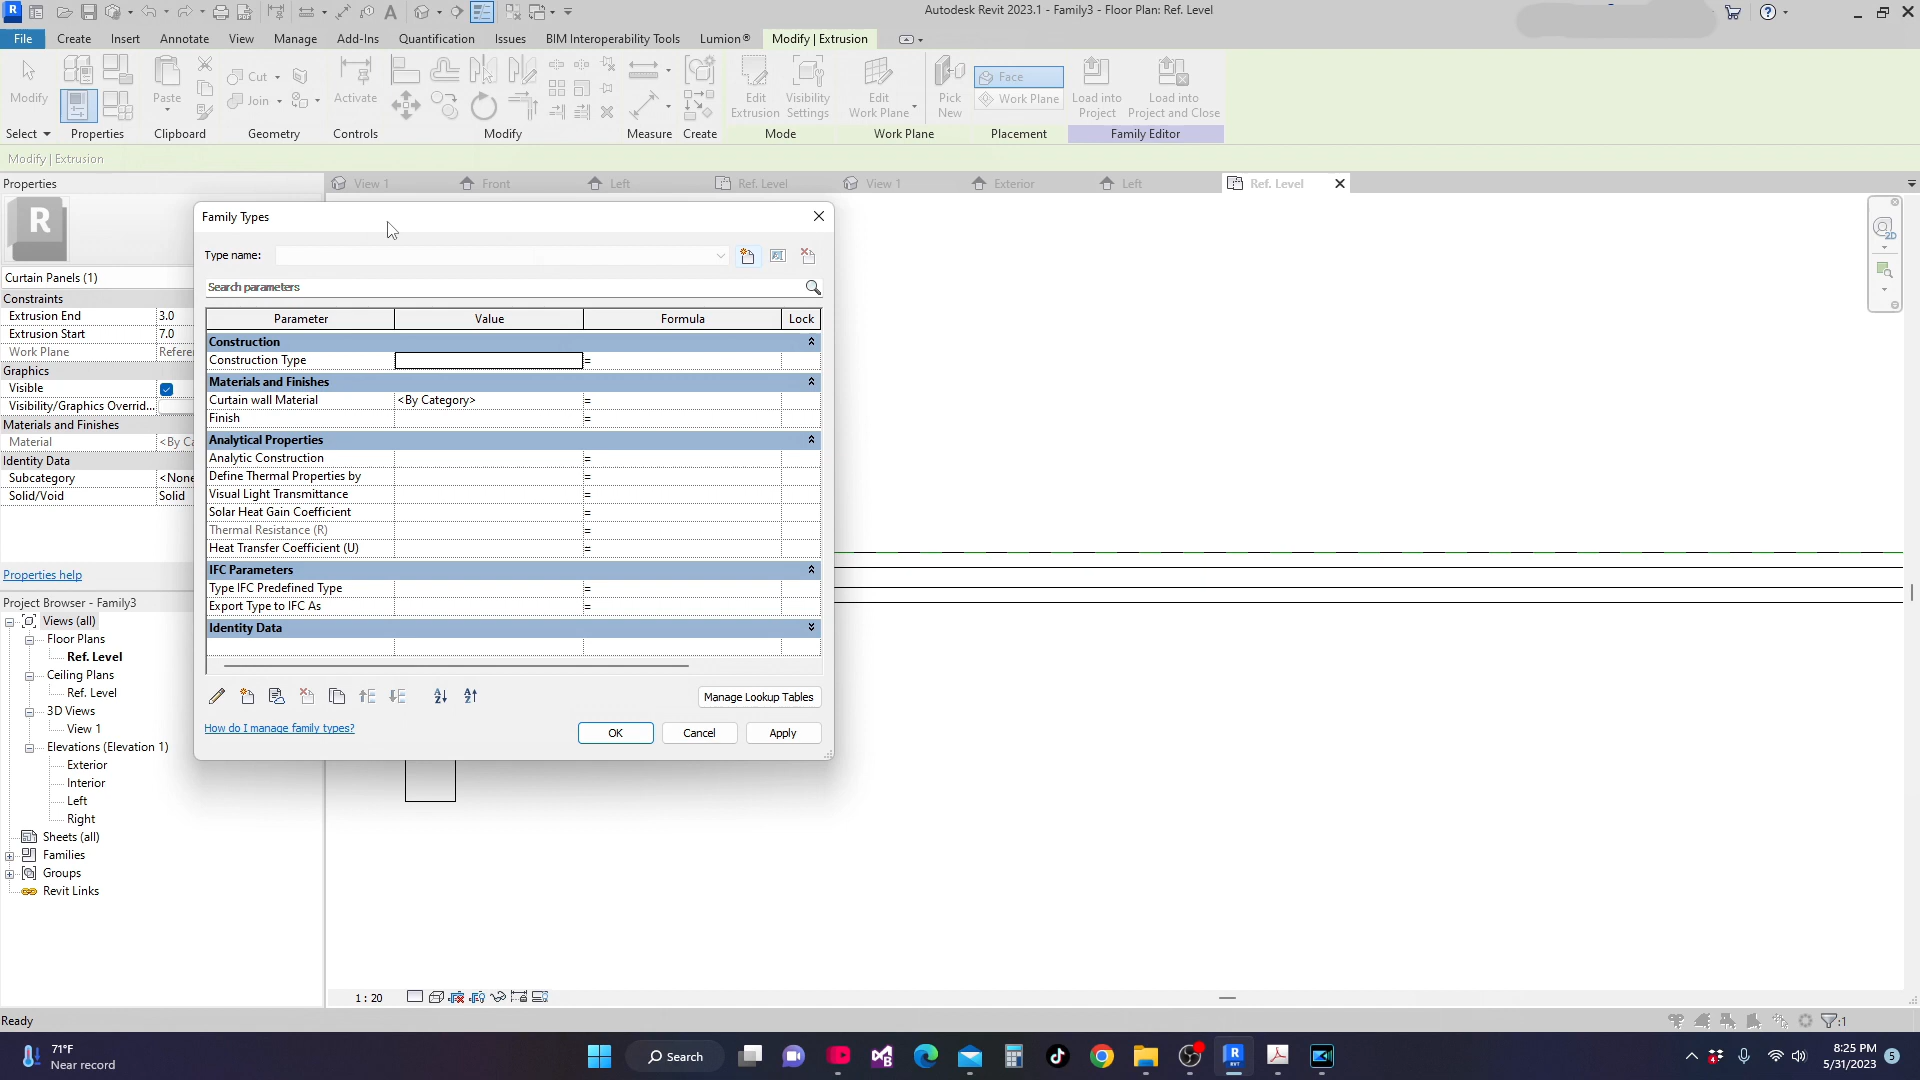 Autodesk Revit 2023.1 - Family3 - Floor Plan: Ref. Level
File Create Insert Annotate View Manage Add-Ins Quantification Issues BIM Interoperability Tools Lumion® Modify | Extrusion
Modify
Paste
Cut
Join
Activate
Edit Extrusion
Visibility Settings
Edit Work Plane
Pick New
Face
Work Plane
Load into Project
Load into Project and Close
Select Properties Clipboard Geometry Controls Modify Measure Create Mode Work Plane Placement Family Editor
Modify | Extrusion
Properties
View 1 Front Left Ref. Level View 1 Exterior Left Ref. Level
R
Curtain Panels (1)
Constraints
Extrusion End 3.0
Extrusion Start 7.0
Work Plane Refere
Graphics
Visible
Visibility/Graphics Overrid...
Materials and Finishes
Material <By Ca
Identity Data
Subcategory <None
Solid/Void Solid
Properties help
Project Browser - Family3
Views (all)
Floor Plans
Ref. Level
Ceiling Plans
Ref. Level
3D Views
View 1
Elevations (Elevation 1)
Exterior
Interior
Left
Right
Sheets (all)
Families
Groups
Revit Links
Family Types
Type name:
Search parameters
Parameter Value Formula Lock
Construction
Construction Type =
Materials and Finishes
Curtain wall Material <By Category> =
Finish =
Analytical Properties
Analytic Construction =
Define Thermal Properties by =
Visual Light Transmittance =
Solar Heat Gain Coefficient =
Thermal Resistance (R) =
Heat Transfer Coefficient (U) =
IFC Parameters
Type IFC Predefined Type =
Export Type to IFC As =
Identity Data
Manage Lookup Tables
How do I manage family types?
OK Cancel Apply
1 : 20
Ready
:1
71°F
Near record
Search
8:25 PM
5/31/2023
5